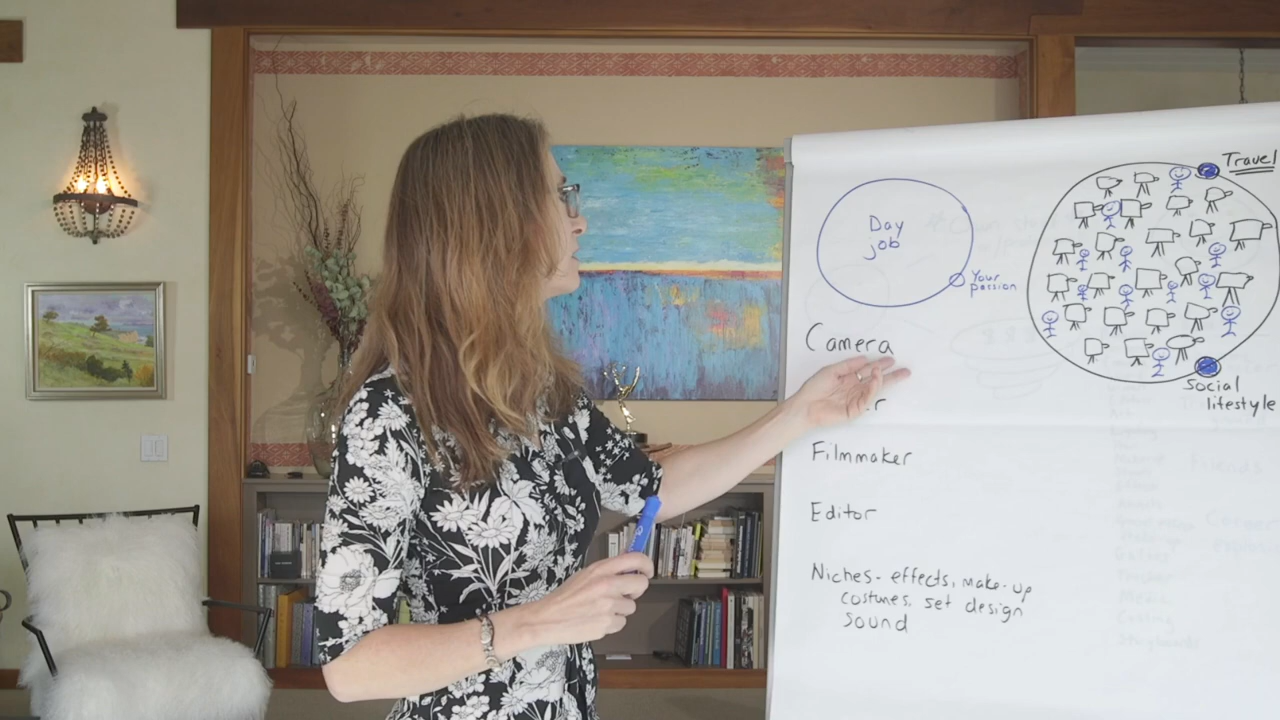 Day
job
Your
passion
Travel
Social
lifestyle
Camera
Filmmaker
Editor
Niches - effects, make-up
costumes, set design
sound